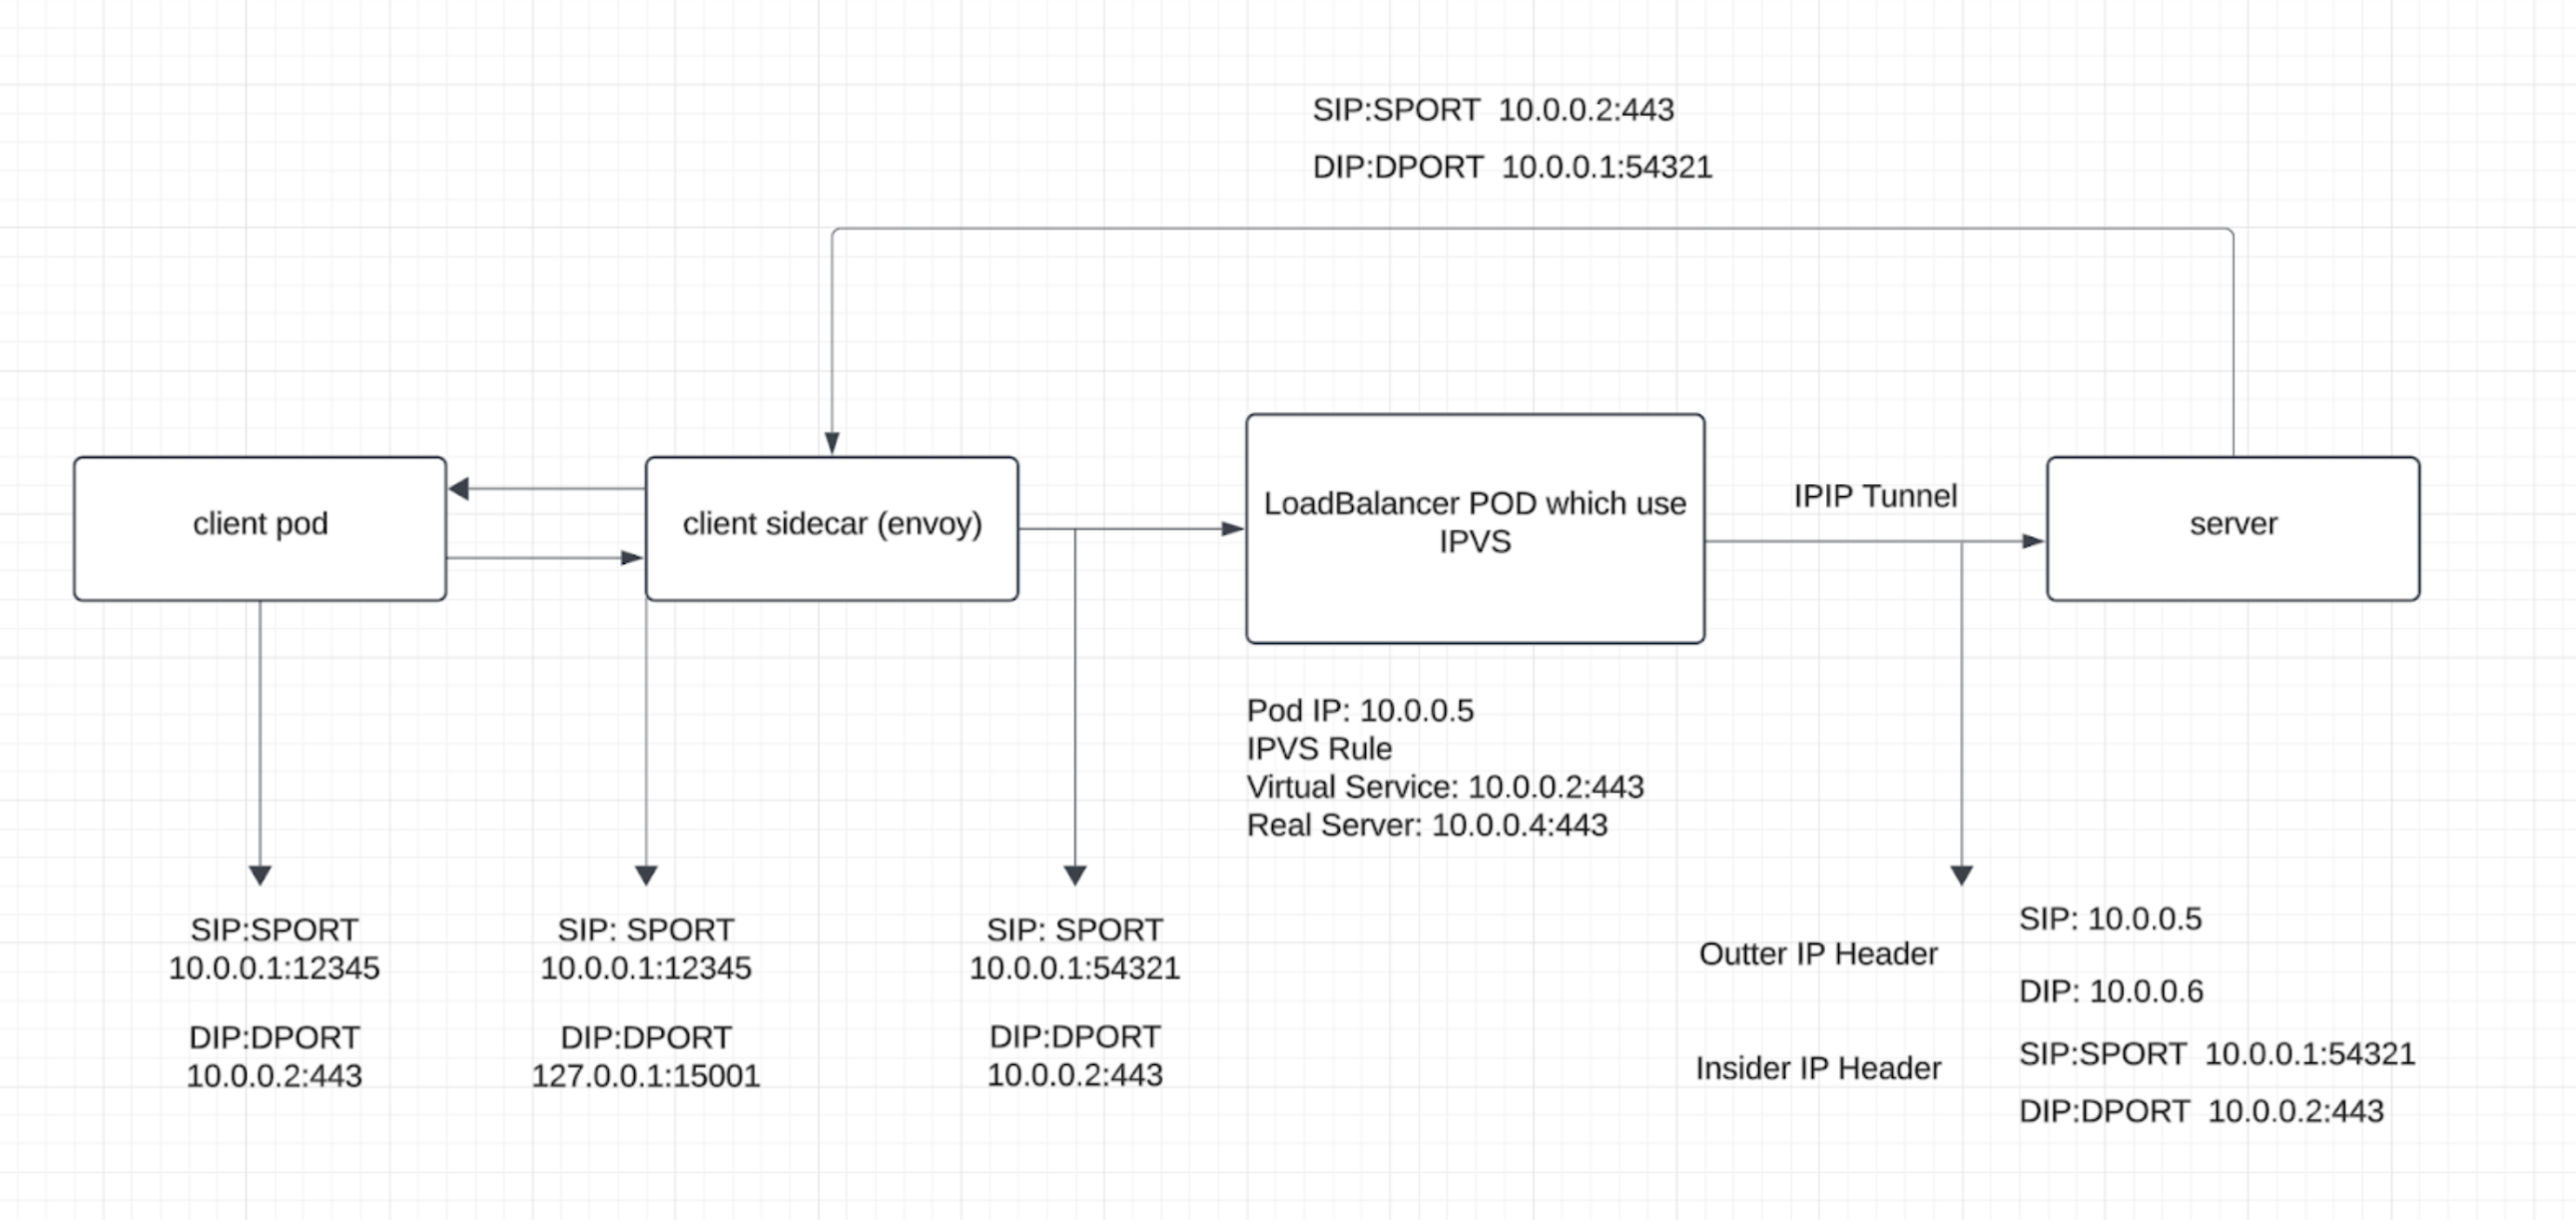 SIP:SPORT  10.0.0.2:443
DIP:DPORT  10.0.0.1:54321
client pod
client sidecar (envoy)
LoadBalancer POD which use
IPVS
IPIP Tunnel
server
Pod IP: 10.0.0.5
IPVS Rule
Virtual Service: 10.0.0.2:443
Real Server: 10.0.0.4:443
SIP:SPORT
10.0.0.1:12345
DIP:DPORT
10.0.0.2:443
SIP: SPORT
10.0.0.1:12345
DIP:DPORT
127.0.0.1:15001
SIP: SPORT
10.0.0.1:54321
DIP:DPORT
10.0.0.2:443
Outter IP Header
SIP: 10.0.0.5
DIP: 10.0.0.6
Insider IP Header
SIP:SPORT  10.0.0.1:54321
DIP:DPORT  10.0.0.2:443